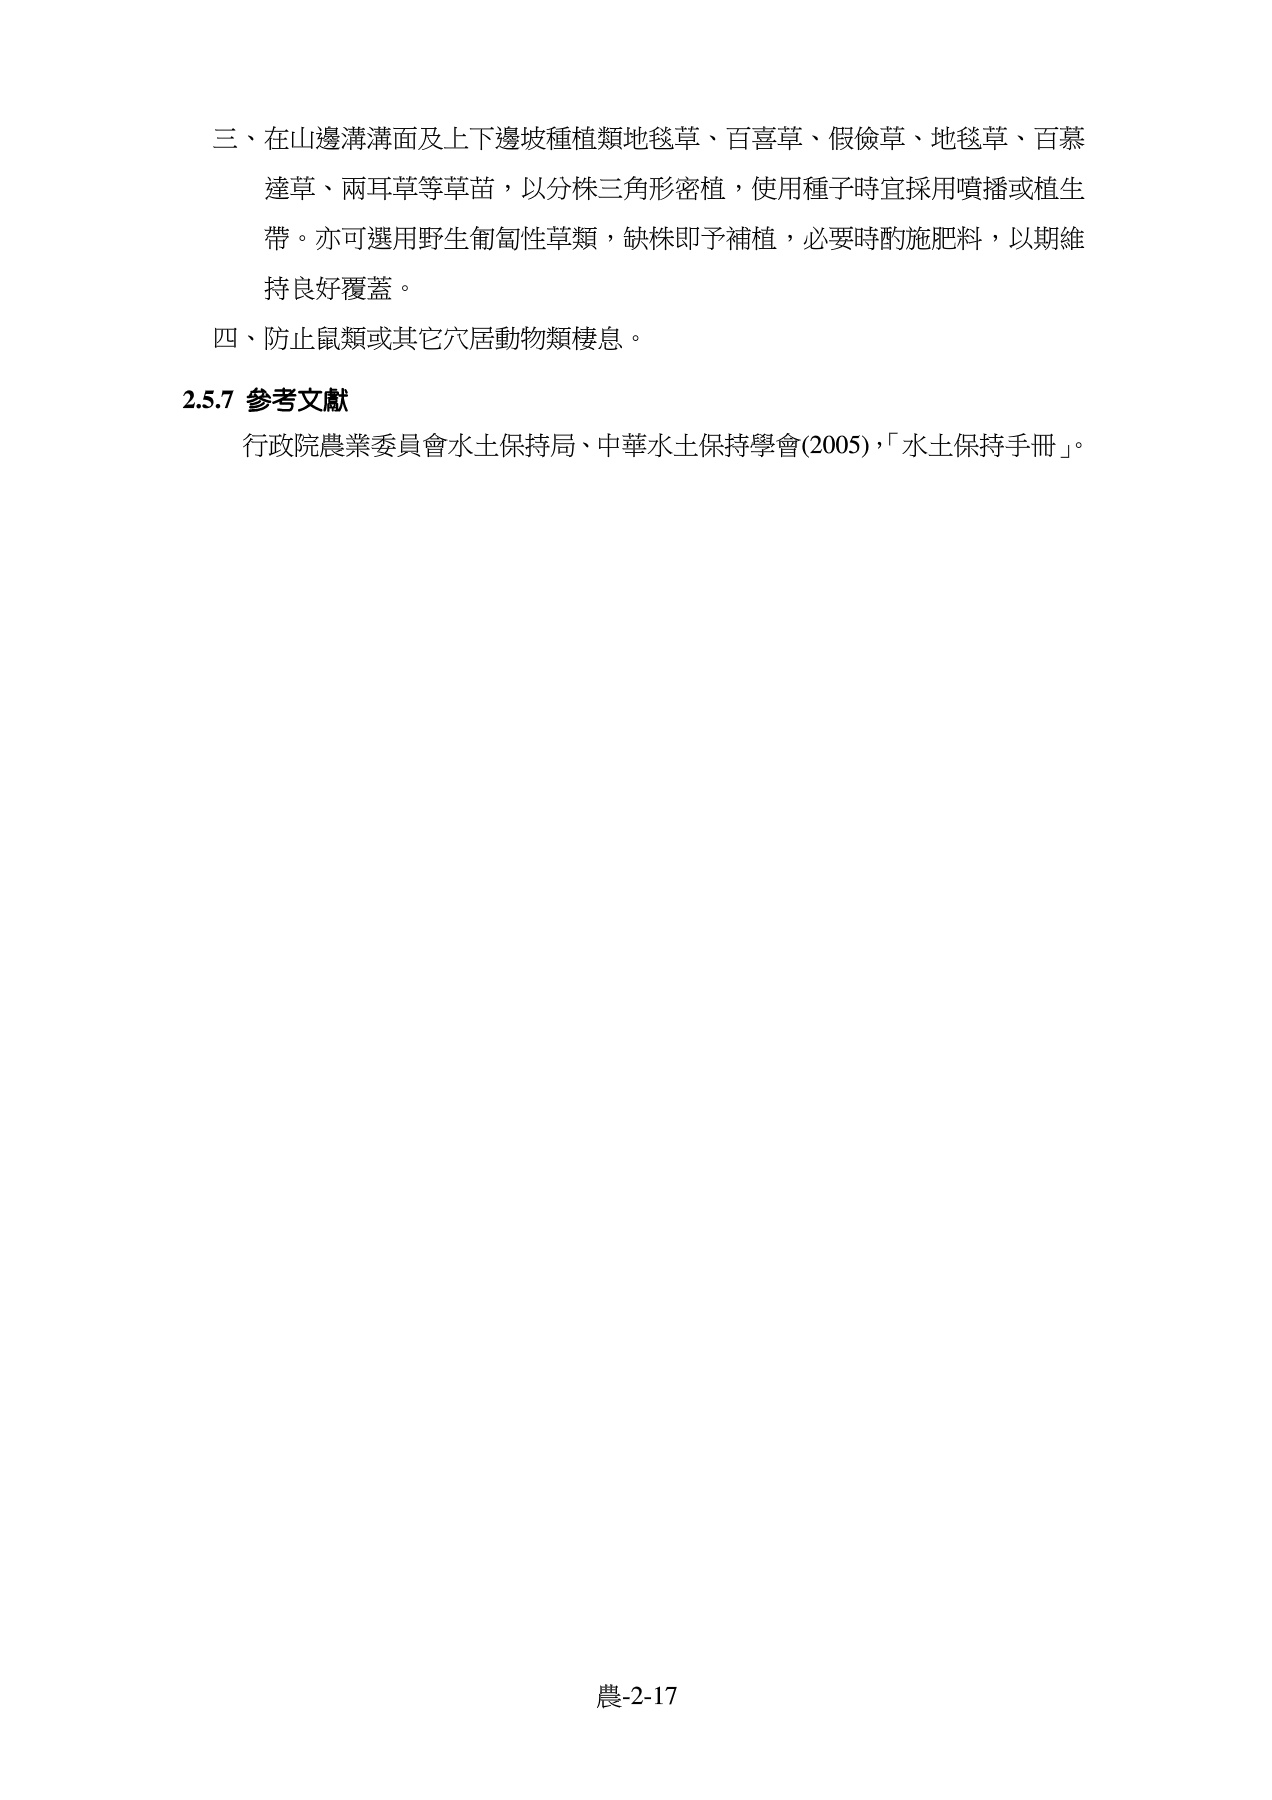 三、在山邊溝溝面及上下邊坡種植類地毯草、百喜草、假儉草、地毯草、百慕
達草、兩耳草等草苗，以分株三角形密植，使用種子時宜採用噴播或植生
帶。亦可選用野生匍匐性草類，缺株即予補植，必要時酌施肥料，以期維
持良好覆蓋。
四、防止鼠類或其它穴居動物類棲息。
2.5.7 參考文獻
行政院農業委員會水土保持局、中華水土保持學會(2005)，「水土保持手冊」。
農-2-17